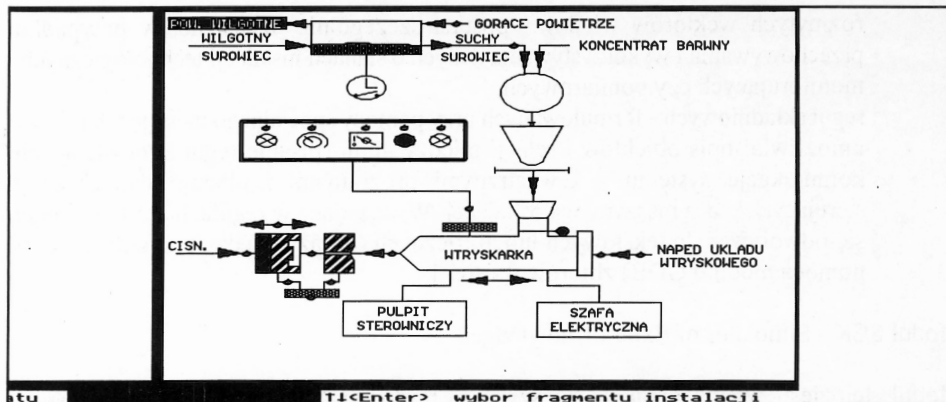 POW. WILGOTNE
GORACE POWIETRZE
WILGOTNY
SUROWIEC
SUCHY
SUROWIEC
KONCENTRAT BARWNY
CISN.
WTRYSKARKA
NAPED UKLADU
WTRYSKOWEGO
PULPIT
STEROWNICZY
SZAFA
ELEKTRYCZNA
↑↓<Enter> wybor fragmentu instalacji